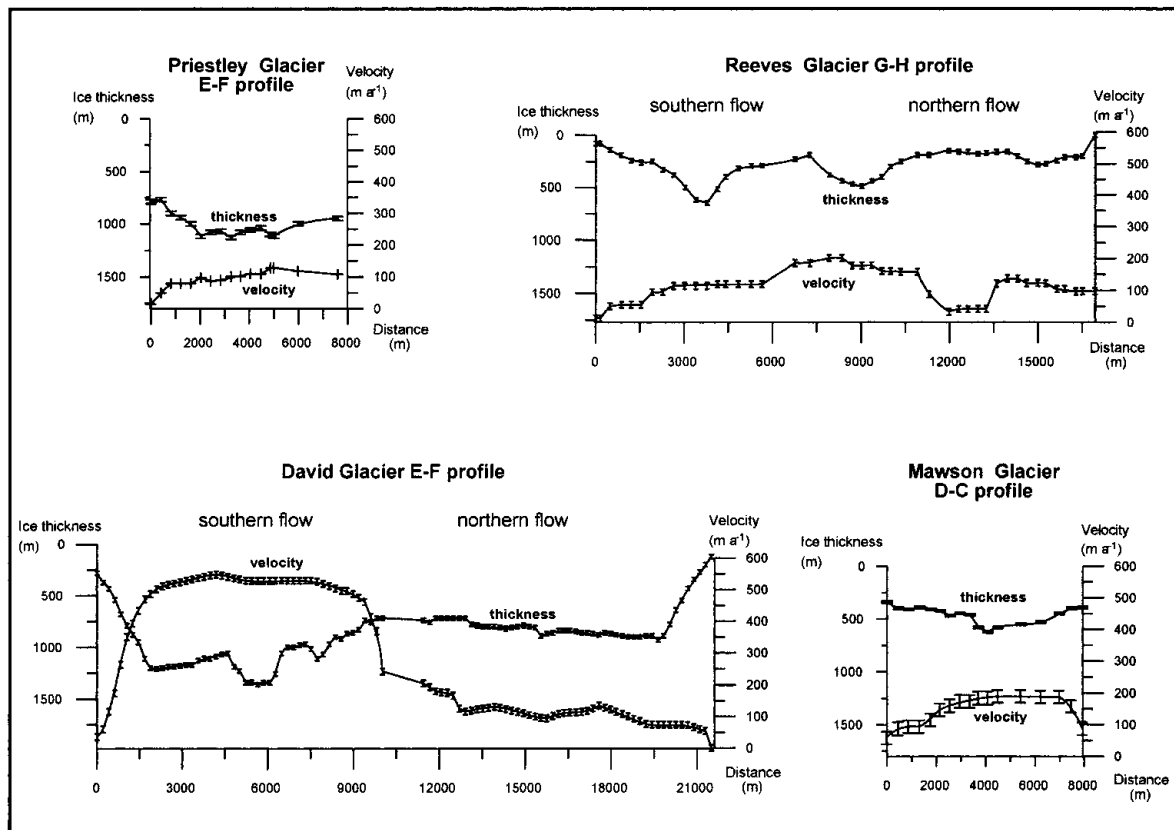 Priestley Glacier
E-F profile
Ice thickness
(m)
Velocity
(m a⁻¹)
0
500
1000
1500
600
500
400
300
200
100
0
thickness
velocity
Distance
(m)
0 2000 4000 6000 8000
Reeves Glacier G-H profile
southern flow northern flow
Ice thickness
(m)
Velocity
(m a⁻¹)
0
500
1000
1500
600
500
400
300
200
100
0
thickness
velocity
Distance
(m)
0 3000 6000 9000 12000 15000
David Glacier E-F profile
southern flow northern flow
Ice thickness
(m)
Velocity
(m a⁻¹)
0
500
1000
1500
600
500
400
300
200
100
0
velocity
thickness
Distance
(m)
0 3000 6000 9000 12000 15000 18000 21000
Mawson Glacier
D-C profile
Ice thickness
(m)
Velocity
(m a⁻¹)
0
500
1000
1500
600
500
400
300
200
100
0
thickness
velocity
Distance
(m)
0 2000 4000 6000 8000